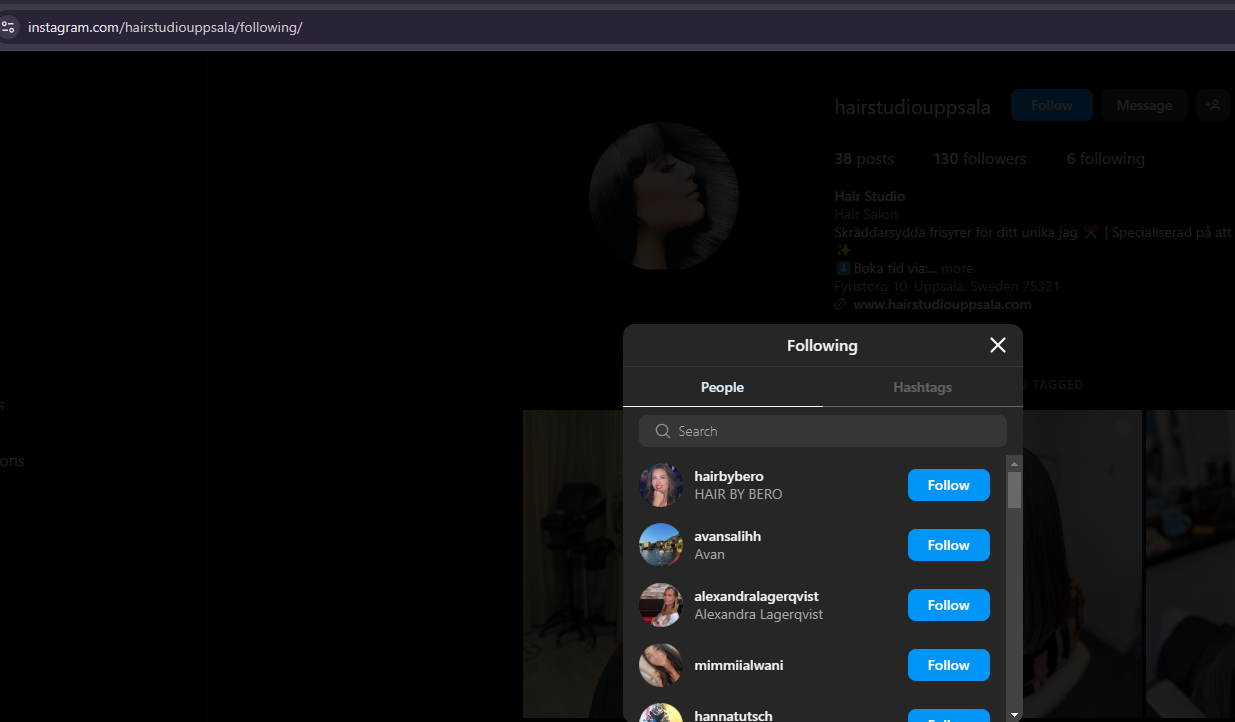 instagram.com/hairstudiouppsala/following/
hairstudiouppsala
Follow
Message
38 posts
130 followers
6 following
Hair Studio
Hair Salon
Skräddarsydda frisyrer för ditt unika jag ✂️ | Specialiserad på att
✨
⬇️Boka tid via:... more
Fyristorg 10, Uppsala, Sweden 75321
www.hairstudiouppsala.com
s
ons
TAGGED
Following
People
Hashtags
Search
hairbybero
HAIR BY BERO
Follow
avansalihh
Avan
Follow
alexandralagerqvist
Alexandra Lagerqvist
Follow
mimmiialwani
Follow
hannatutsch
Follow